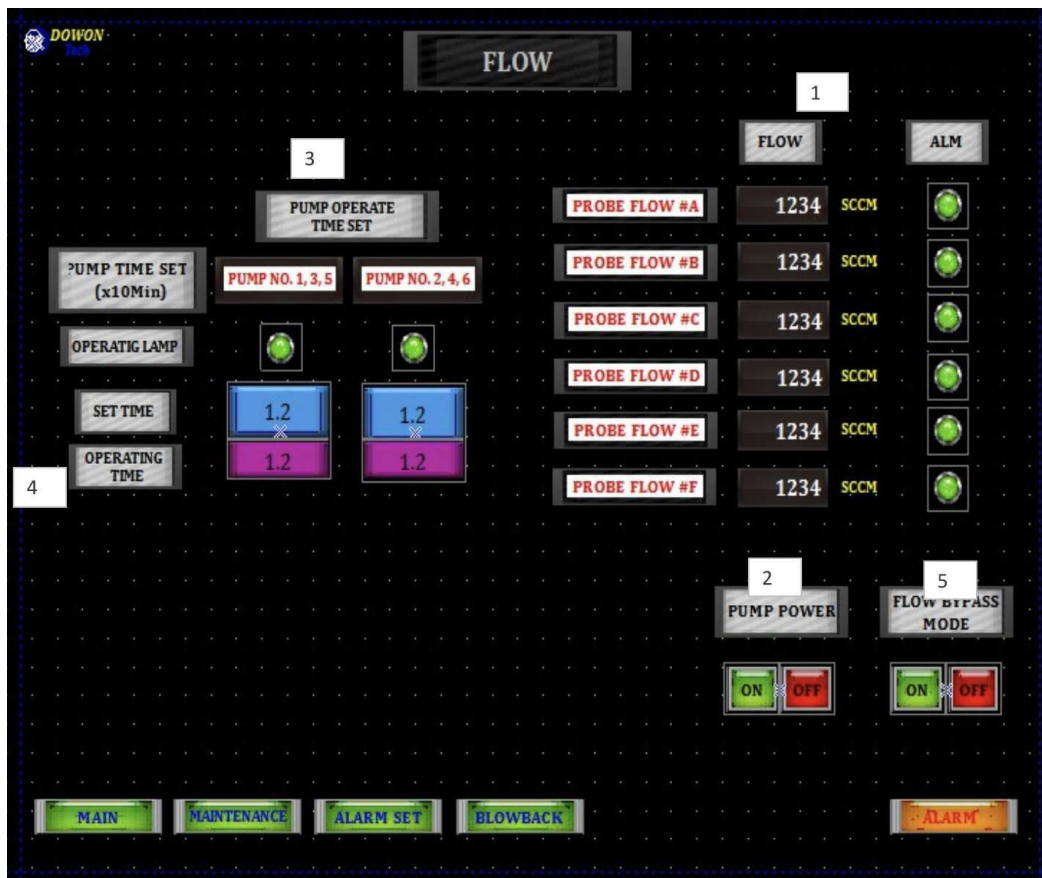 DOWON
Tech
FLOW
1
FLOW
ALM
3
PUMP OPERATE
TIME SET
PUMP TIME SET
(x10Min)
PUMP NO. 1, 3, 5
PUMP NO. 2, 4, 6
OPERATIG LAMP
SET TIME
1.2
1.2
OPERATING
TIME
1.2
1.2
4
PROBE FLOW #A
1234
SCCM
PROBE FLOW #B
1234
SCCM
PROBE FLOW #C
1234
SCCM
PROBE FLOW #D
1234
SCCM
PROBE FLOW #E
1234
SCCM
PROBE FLOW #F
1234
SCCM
2
PUMP POWER
ON
OFF
5
FLOW BYPASS
MODE
ON
OFF
MAIN
MAINTENANCE
ALARM SET
BLOWBACK
ALARM